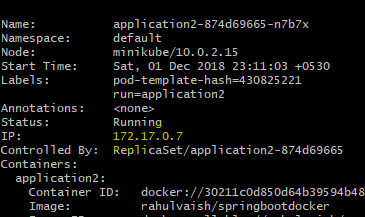 Name: application2-874d69665-n7b7x
Namespace: default
Node: minikube/10.0.2.15
Start Time: Sat, 01 Dec 2018 23:11:03 +0530
Labels: pod-template-hash=430825221
run=application2
Annotations: <none>
Status: Running
IP: 172.17.0.7
Controlled By: ReplicaSet/application2-874d69665
Containers:
application2:
Container ID: docker://30211c0d850d64b39594b48
Image: rahulvaish/springbootdocker